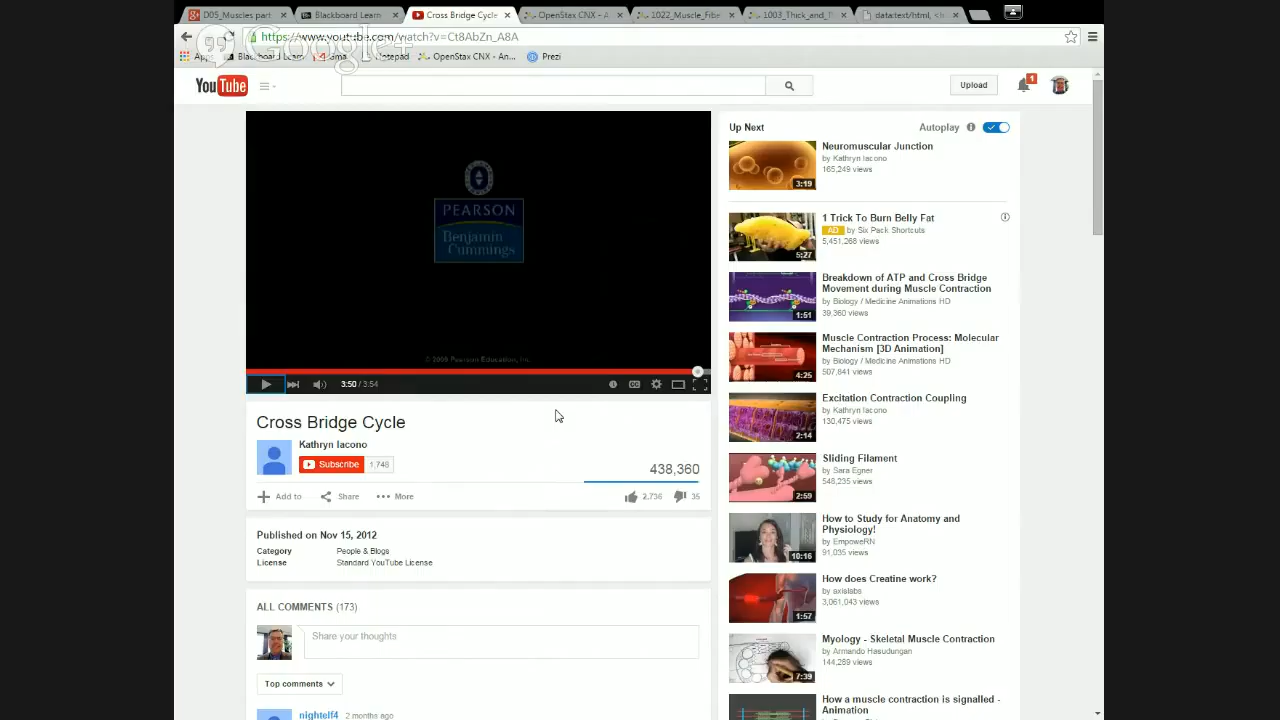 D05_Muscles part
Blackboard Learn
Cross Bridge Cycle
OpenStax CNX - A
1022_Muscle_Fibe
1003_Thick_and_T
data:text/html, <
https://www.youtube.com/watch?v=Ct8AbZn_A8A
Google+
Apps
Blackboard Learn
Gmai
Notepad
OpenStax CNX - An...
Prezi
YouTube
Upload
1
PEARSON
Benjamin
Cummings
© 2009 Pearson Education, Inc
3:50 / 3:54
Cross Bridge Cycle
Kathryn Iacono
Subscribe 1,748
438,360
Add to Share More
2,736 35
Published on Nov 15, 2012
Category People & Blogs
License Standard YouTube License
ALL COMMENTS (173)
Share your thoughts
Top comments
nightelf4 2 months ago
Up Next Autoplay
Neuromuscular Junction
by Kathryn Iacono
165,249 views
3:19
1 Trick To Burn Belly Fat
AD by Six Pack Shortcuts
5,451,268 views
5:27
Breakdown of ATP and Cross Bridge
Movement during Muscle Contraction
by Biology / Medicine Animations HD
39,360 views
1:51
Muscle Contraction Process: Molecular
Mechanism [3D Animation]
by Biology / Medicine Animations HD
507,841 views
4:25
Excitation Contraction Coupling
by Kathryn Iacono
130,475 views
2:14
Sliding Filament
by Sara Egner
548,235 views
2:59
How to Study for Anatomy and
Physiology!
by EmpoweRN
91,035 views
10:16
How does Creatine work?
by axislabs
3,061,043 views
1:57
Myology - Skeletal Muscle Contraction
by Armando Hasudungan
144,289 views
7:39
How a muscle contraction is signalled -
Animation